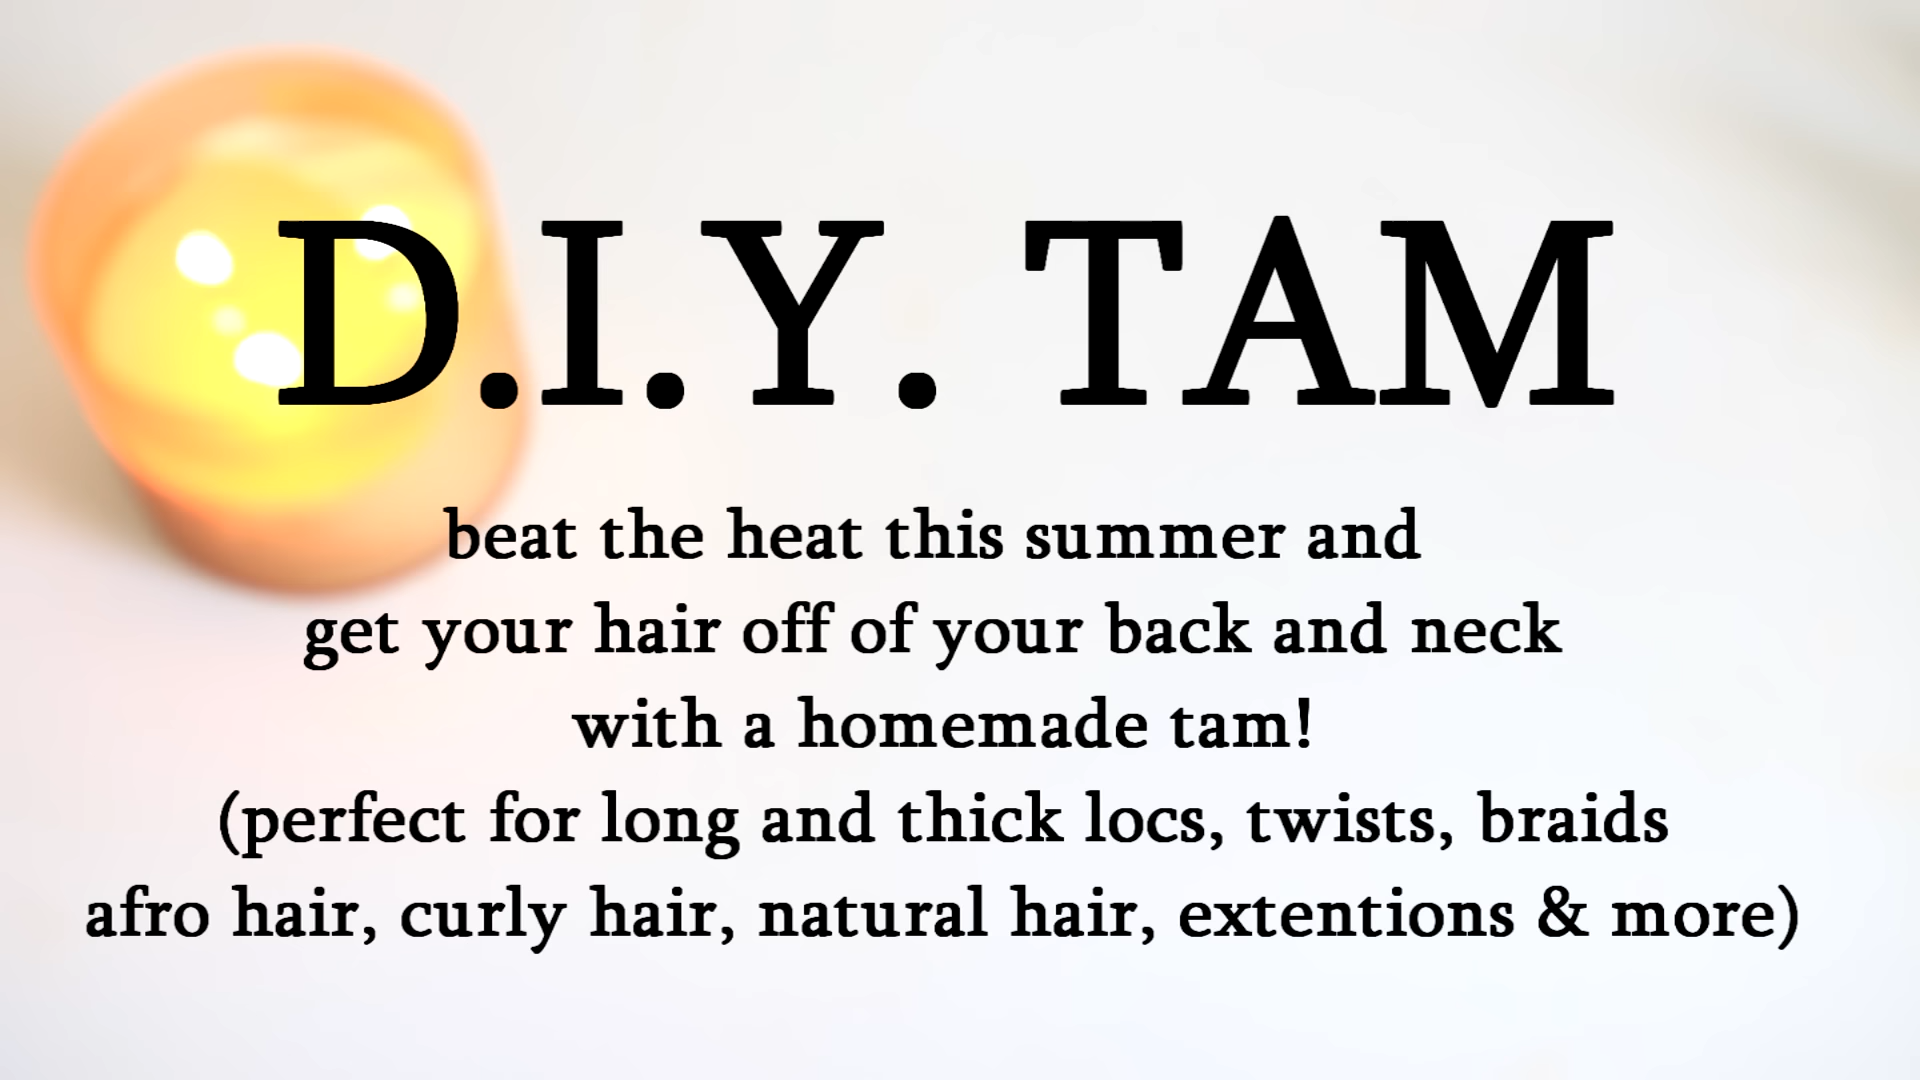 D.I.Y. TAM
beat the heat this summer and
get your hair off of your back and neck
with a homemade tam!
(perfect for long and thick locs, twists, braids
afro hair, curly hair, natural hair, extentions & more)